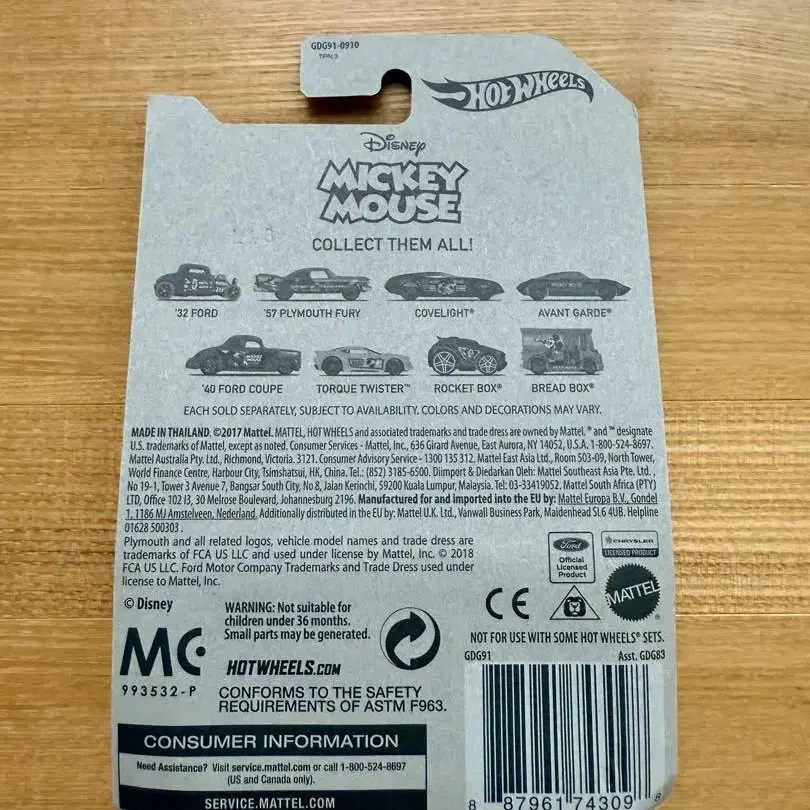 GDG91-0910
TPN:3
HOT WHEELS
Disney
MICKEY
MOUSE
COLLECT THEM ALL!
'32 FORD
'57 PLYMOUTH FURY
COVELIGHT®
AVANT GARDE®
MICKEY
MOUSE
'40 FORD COUPE
TORQUE TWISTER™
ROCKET BOX®
BREAD BOX®
EACH SOLD SEPARATELY, SUBJECT TO AVAILABILITY. COLORS AND DECORATIONS MAY VARY.
MADE IN THAILAND. ©2017 Mattel. MATTEL, HOT WHEELS and associated trademarks and trade dress are owned by Mattel. ® and ™ designate
U.S. trademarks of Mattel, except as noted. Consumer Services - Mattel, Inc., 636 Girard Avenue, East Aurora, NY 14052, U.S.A. 1-800-524-8697.
Mattel Australia Pty. Ltd., Richmond, Victoria. 3121. Consumer Advisory Service - 1300 135 312. Mattel East Asia Ltd., Room 503-09, North Tower,
World Finance Centre, Harbour City, Tsimshatsui, HK, China. Tel.: (852) 3185-6500. Diimport & Diedarkan Oleh: Mattel Southeast Asia Pte. Ltd.,
No 19-1, Tower 3 Avenue 7, Bangsar South City, No 8, Jalan Kerinchi, 59200 Kuala Lumpur, Malaysia. Tel: 03-33419052. Mattel South Africa (PTY)
LTD, Office 102 I3, 30 Melrose Boulevard, Johannesburg 2196. Manufactured for and imported into the EU by: Mattel Europa B.V., Gondel
1, 1186 MJ Amstelveen, Nederland. Additionally distributed in the EU by: Mattel U.K. Ltd., Vanwall Business Park, Maidenhead SL6 4UB. Helpline
01628 500303.
Plymouth and all related logos, vehicle model names and trade dress are
trademarks of FCA US LLC and used under license by Mattel, Inc. © 2018
FCA US LLC. Ford Motor Company Trademarks and Trade Dress used under
license to Mattel, Inc.
Ford
Official
Licensed
Product
CHRYSLER
LICENSED PRODUCT
© Disney
WARNING: Not suitable for
children under 36 months.
Small parts may be generated.
CE
MATTEL®
NOT FOR USE WITH SOME HOT WHEELS® SETS.
MC
993532-P
HOTWHEELS.COM
CONFORMS TO THE SAFETY
REQUIREMENTS OF ASTM F963.
GDG91
Asst. GDG83
CONSUMER INFORMATION
Need Assistance? Visit service.mattel.com or call 1-800-524-8697
(US and Canada only).
SERVICE.MATTEL.COM
8 87961 74309